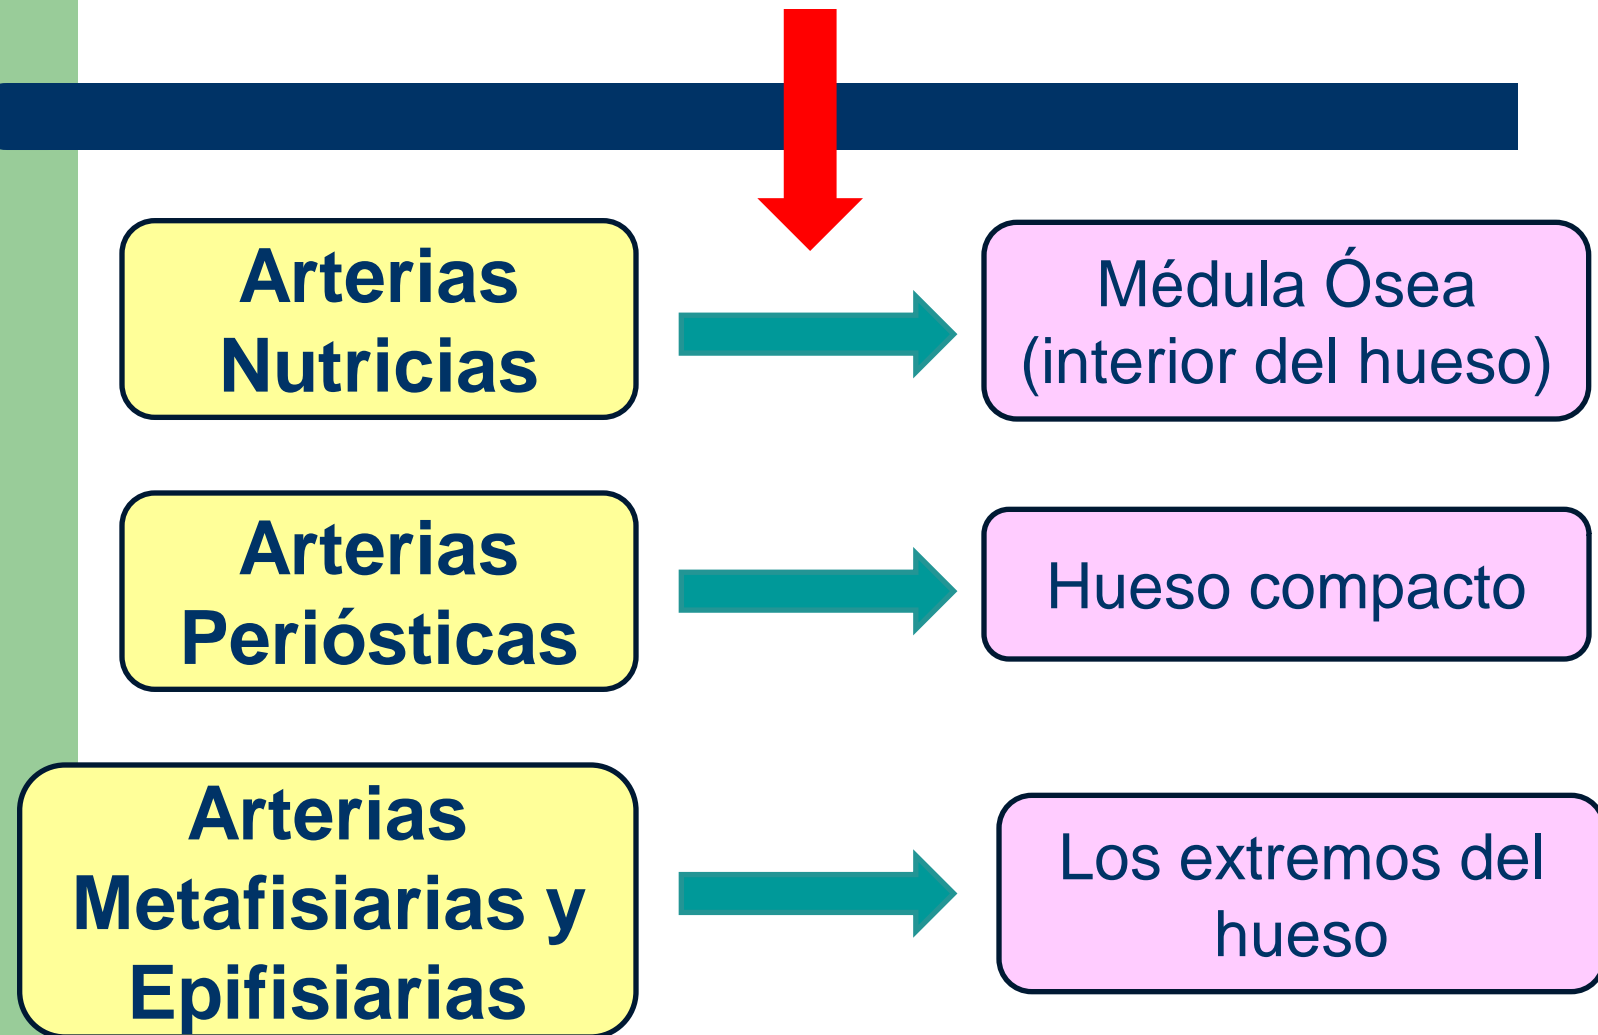 Arterias
Nutricias
Médula Ósea
(interior del hueso)
Arterias
Periósticas
Hueso compacto
Arterias
Metafisiarias y
Epifisiarias
Los extremos del
hueso